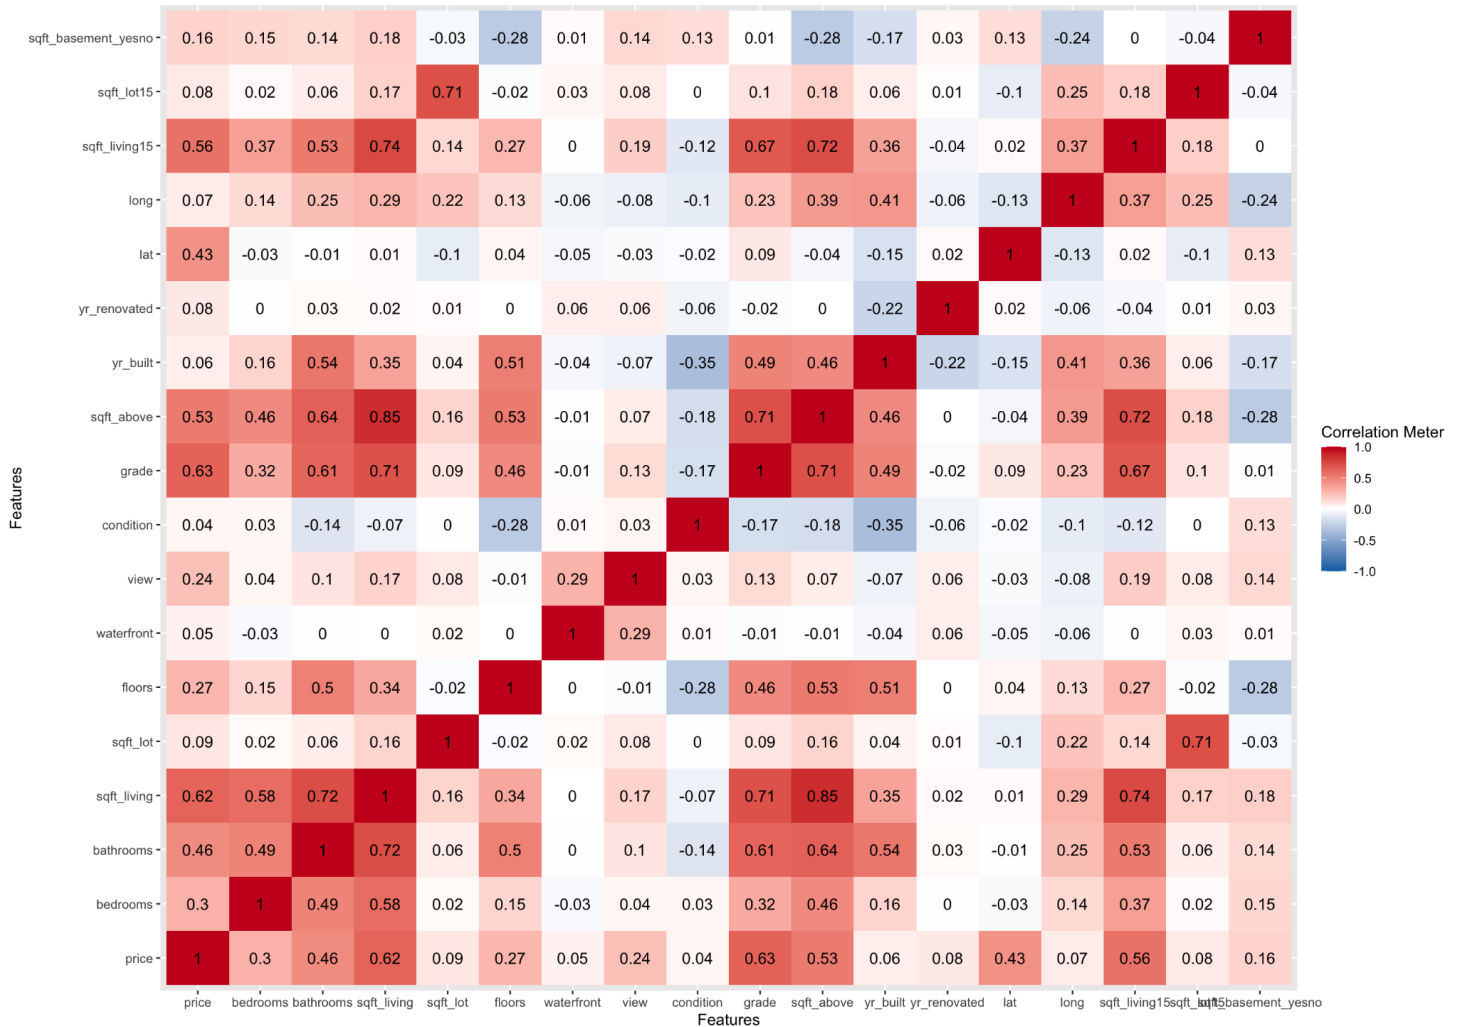 sqft_basement_yesno 0.16 0.15 0.14 0.18 -0.03 -0.28 0.01 0.14 0.13 0.01 -0.28 -0.17 0.03 0.13 -0.24 0 -0.04 1
sqft_lot15 0.08 0.02 0.06 0.17 0.71 -0.02 0.03 0.08 0 0.1 0.18 0.06 0.01 -0.1 0.25 0.18 1 -0.04
sqft_living15 0.56 0.37 0.53 0.74 0.14 0.27 0 0.19 -0.12 0.67 0.72 0.36 -0.04 0.02 0.37 1 0.18 0
long 0.07 0.14 0.25 0.29 0.22 0.13 -0.06 -0.08 -0.1 0.23 0.39 0.41 -0.06 -0.13 1 0.37 0.25 -0.24
lat 0.43 -0.03 -0.01 0.01 -0.1 0.04 -0.05 -0.03 -0.02 0.09 -0.04 -0.15 0.02 1 -0.13 0.02 -0.1 0.13
yr_renovated 0.08 0 0.03 0.02 0.01 0 0.06 0.06 -0.06 -0.02 0 -0.22 1 0.02 -0.06 -0.04 0.01 0.03
yr_built 0.06 0.16 0.54 0.35 0.04 0.51 -0.04 -0.07 -0.35 0.49 0.46 1 -0.22 -0.15 0.41 0.36 0.06 -0.17
sqft_above 0.53 0.46 0.64 0.85 0.16 0.53 -0.01 0.07 -0.18 0.71 1 0.46 0 -0.04 0.39 0.72 0.18 -0.28
grade 0.63 0.32 0.61 0.71 0.09 0.46 -0.01 0.13 -0.17 1 0.71 0.49 -0.02 0.09 0.23 0.67 0.1 0.01
condition 0.04 0.03 -0.14 -0.07 0 -0.28 0.01 0.03 1 -0.17 -0.18 -0.35 -0.06 -0.02 -0.1 -0.12 0 0.13
view 0.24 0.04 0.1 0.17 0.08 -0.01 0.29 1 0.03 0.13 0.07 -0.07 0.06 -0.03 -0.08 0.19 0.08 0.14
waterfront 0.05 -0.03 0 0 0.02 0 1 0.29 0.01 -0.01 -0.01 -0.04 0.06 -0.05 -0.06 0 0.03 0.01
floors 0.27 0.15 0.5 0.34 -0.02 1 0 -0.01 -0.28 0.46 0.53 0.51 0 0.04 0.13 0.27 -0.02 -0.28
sqft_lot 0.09 0.02 0.06 0.16 1 -0.02 0.02 0.08 0 0.09 0.16 0.04 0.01 -0.1 0.22 0.14 0.71 -0.03
sqft_living 0.62 0.58 0.72 1 0.16 0.34 0 0.17 -0.07 0.71 0.85 0.35 0.02 0.01 0.29 0.74 0.17 0.18
bathrooms 0.46 0.49 1 0.72 0.06 0.5 0 0.1 -0.14 0.61 0.64 0.54 0.03 -0.01 0.25 0.53 0.06 0.14
bedrooms 0.3 1 0.49 0.58 0.02 0.15 -0.03 0.04 0.03 0.32 0.46 0.16 0 -0.03 0.14 0.37 0.02 0.15
price 1 0.3 0.46 0.62 0.09 0.27 0.05 0.24 0.04 0.63 0.53 0.06 0.08 0.43 0.07 0.56 0.08 0.16
price bedrooms bathrooms sqft_living sqft_lot floors waterfront view condition grade sqft_above yr_built yr_renovated lat long sqft_living15 sqft_lot15 sqft_basement_yesno
Features
Features
Correlation Meter
1.0
0.5
0.0
-0.5
-1.0